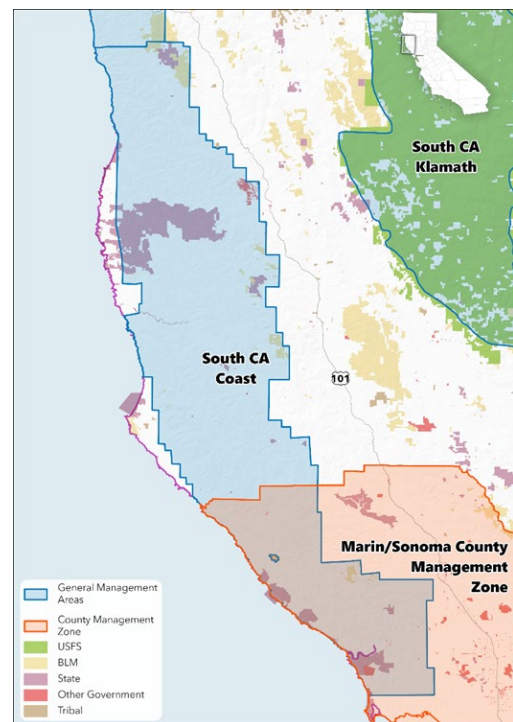 South CA
Klamath
South CA
Coast
101
Marin/Sonoma County
Management
Zone
General Management
Areas
County Management
Zone
USFS
BLM
State
Other Government
Tribal